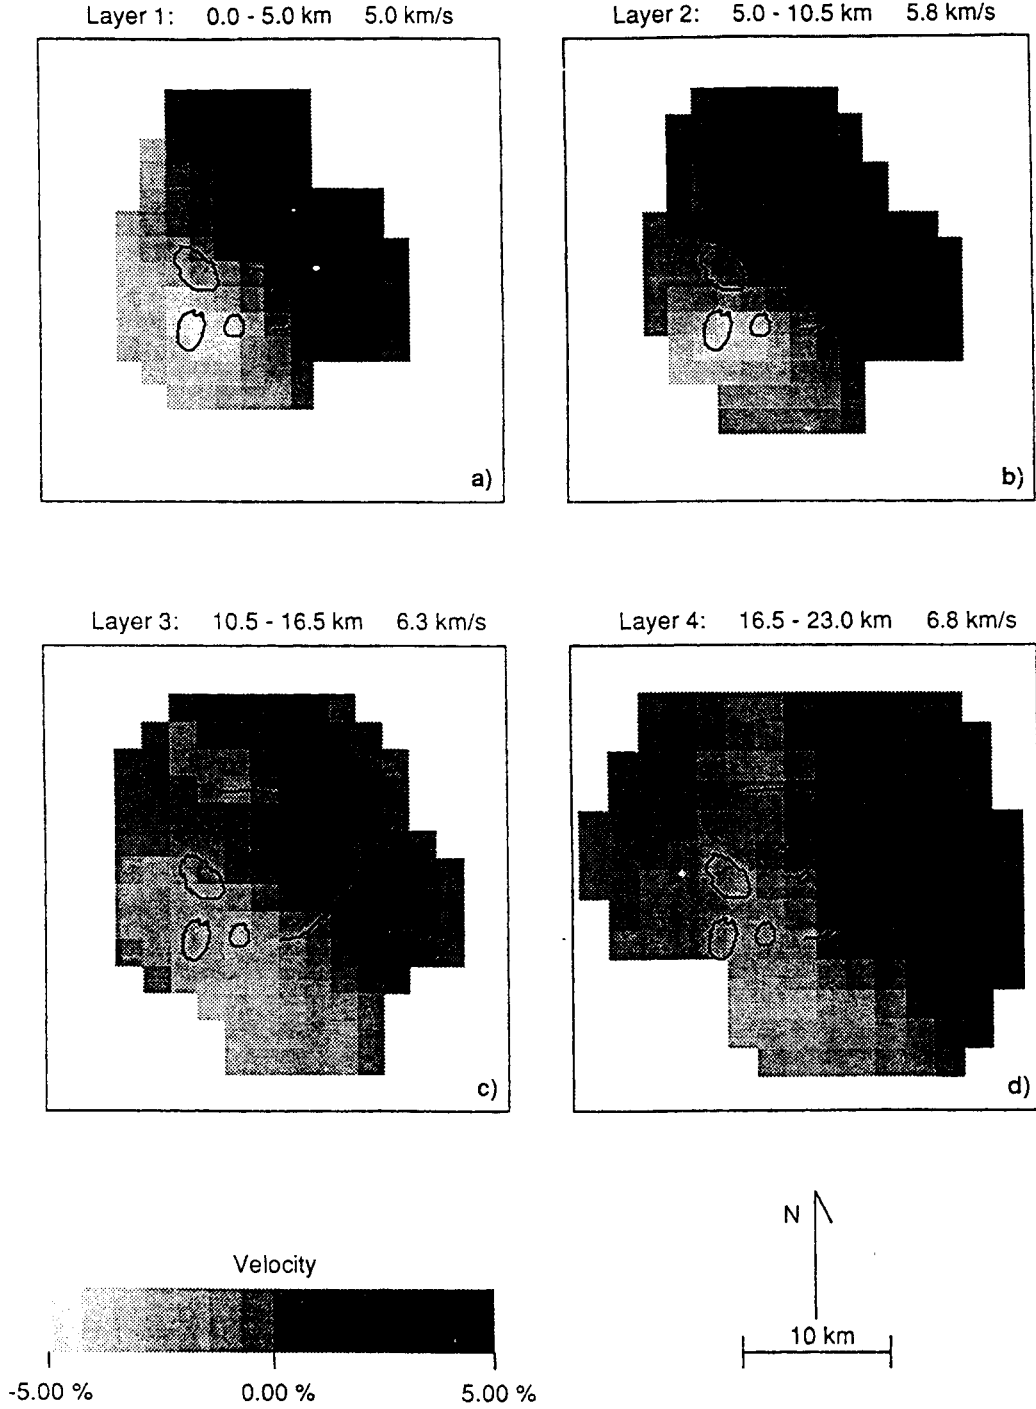 Layer 1: 0.0 - 5.0 km 5.0 km/s
Layer 2: 5.0 - 10.5 km 5.8 km/s
a)
b)
Layer 3: 10.5 - 16.5 km 6.3 km/s
Layer 4: 16.5 - 23.0 km 6.8 km/s
c)
d)
N
Velocity
10 km
-5.00 %
0.00 %
5.00 %